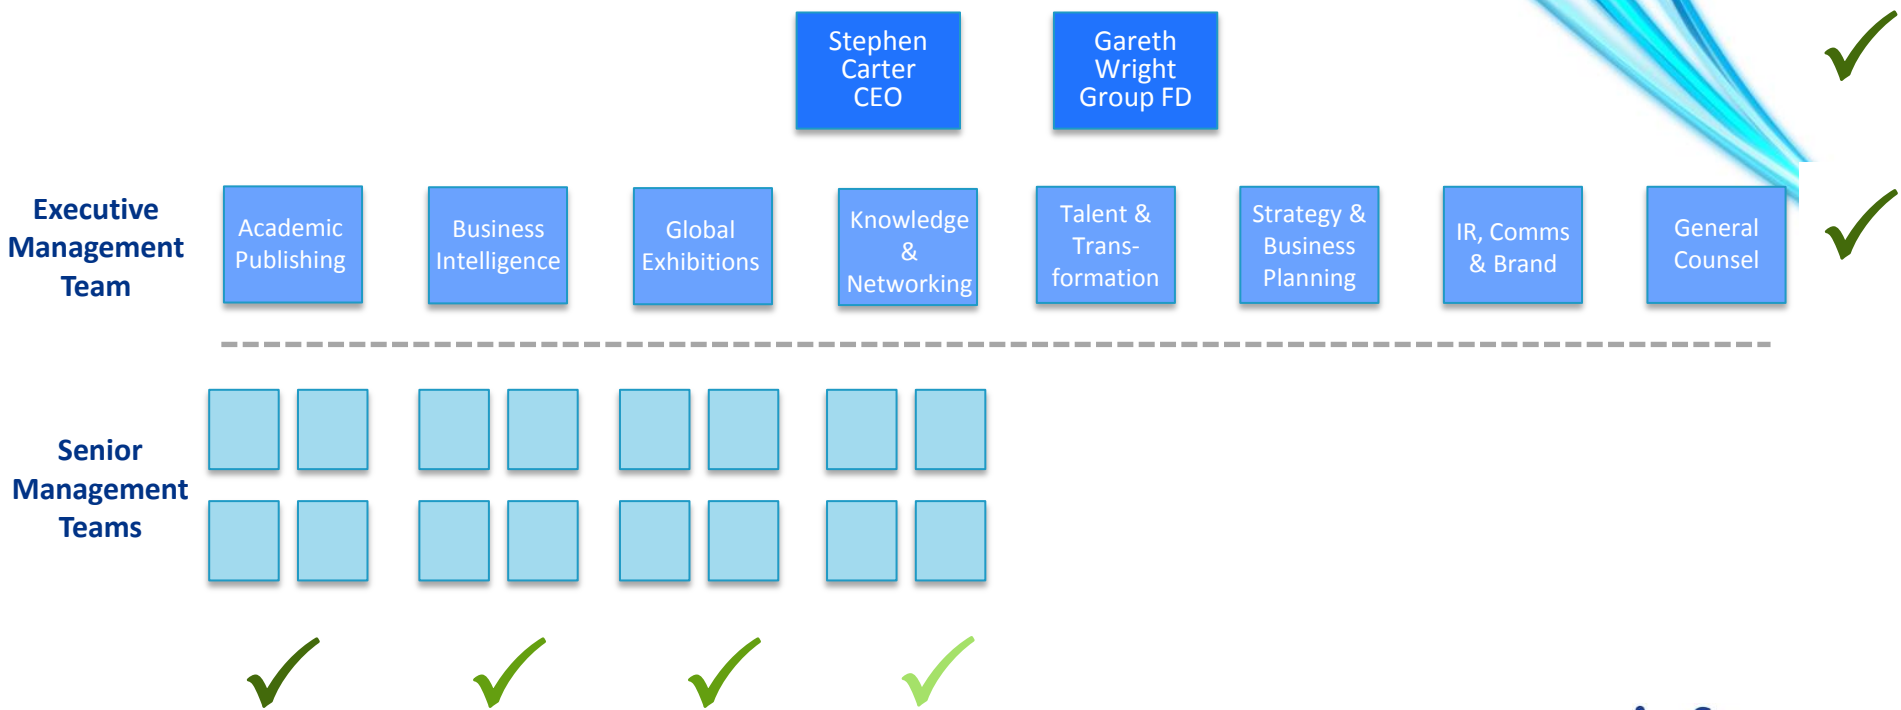 Stephen
Carter
CEO
Gareth
Wright
Group FD
Executive
Management
Team
Academic
Publishing
Business
Intelligence
Global
Exhibitions
Knowledge
&
Networking
Talent &
Trans-
formation
Strategy &
Business
Planning
IR, Comms
& Brand
General
Counsel
Senior
Management
Teams